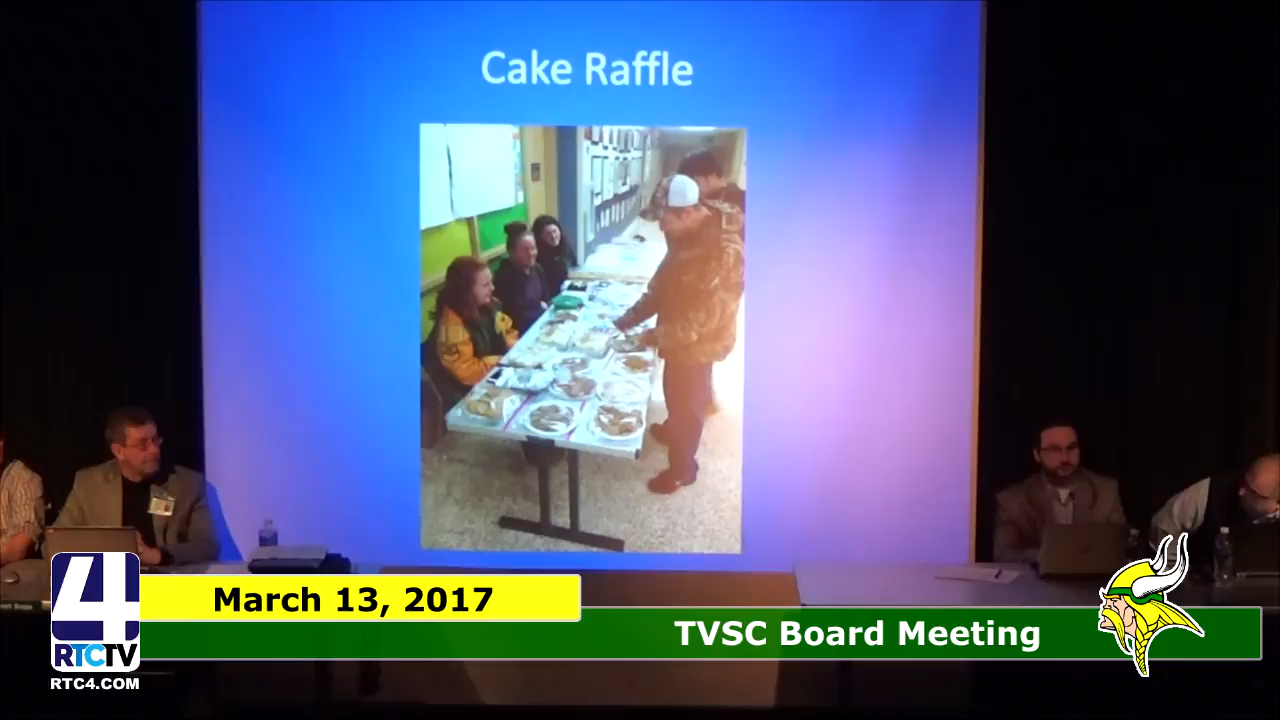 Cake Raffle
March 13, 2017
TVSC Board Meeting
4
RTCTV
RTC4.COM